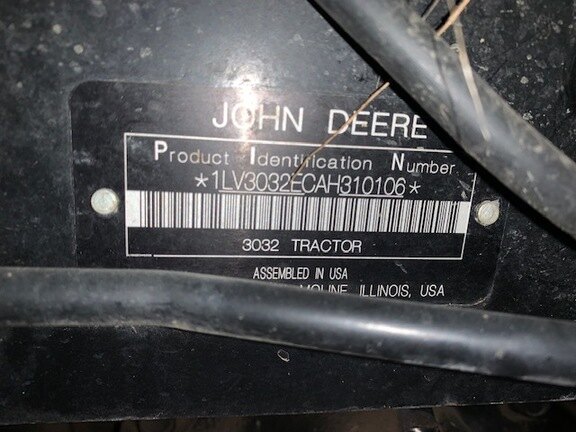 JOHN DEERE
Product Identification Number
*1LV3032ECAH310106*
3032 TRACTOR
ASSEMBLED IN USA
MOLINE, ILLINOIS, USA